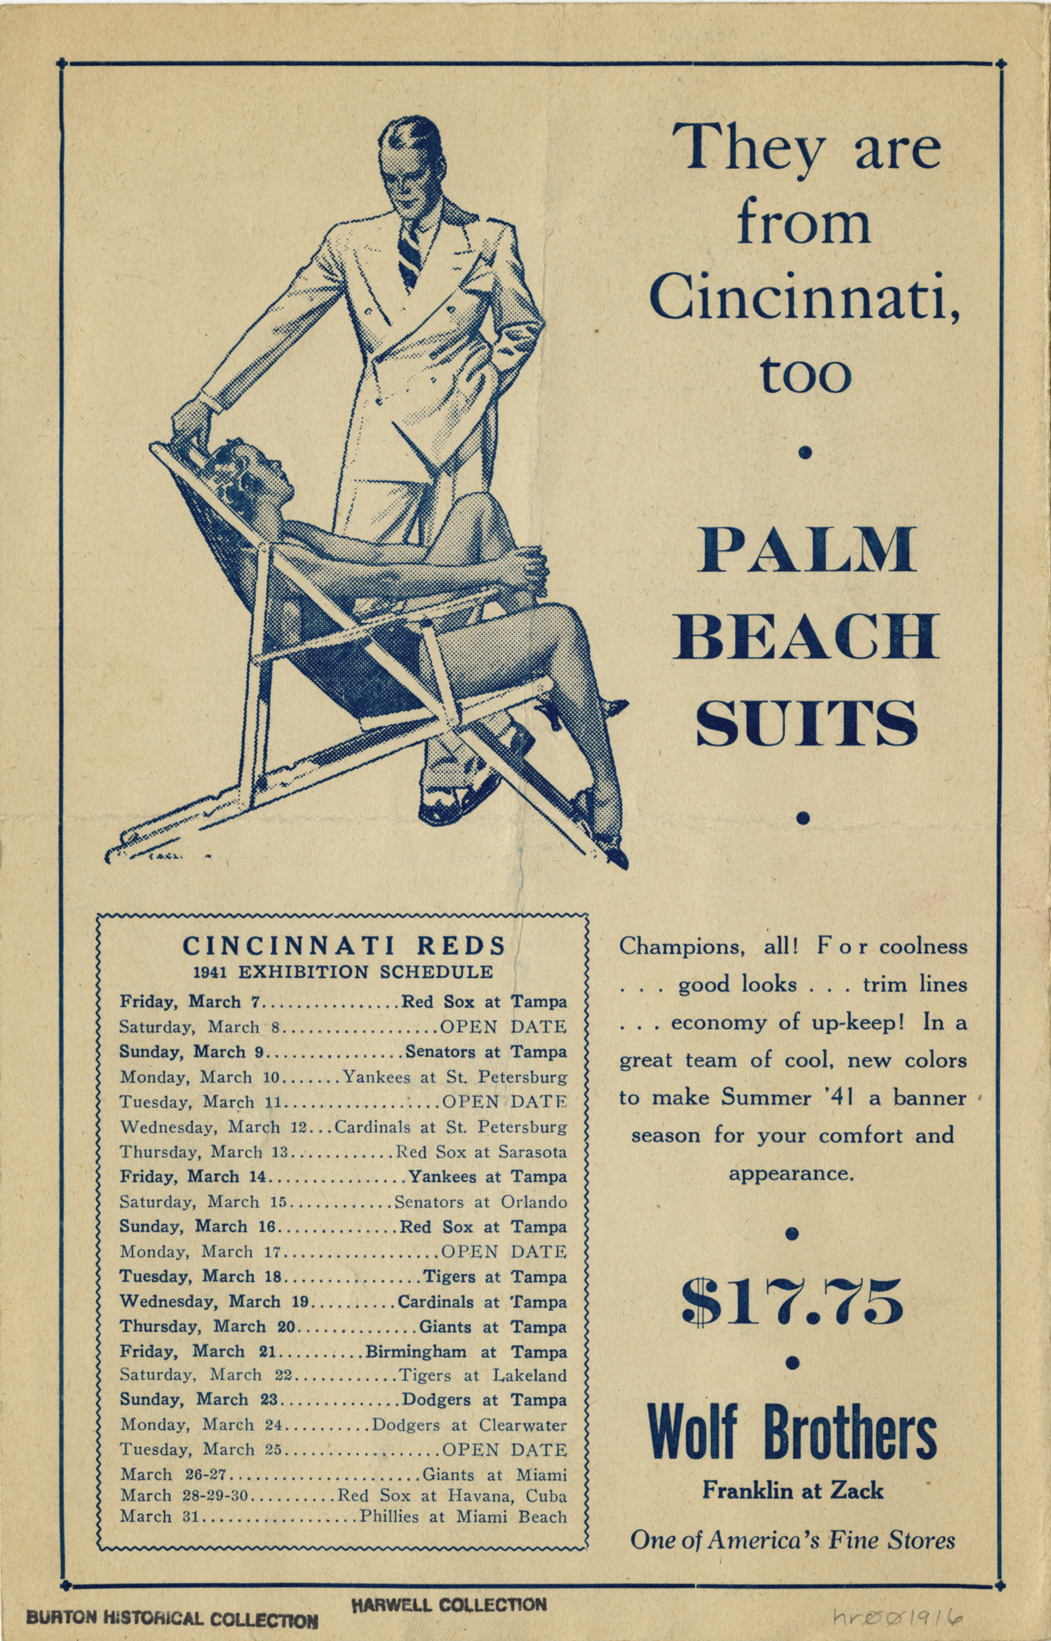 They are
from
Cincinnati,
too
•
PALM
BEACH
SUITS
•
CINCINNATI REDS
1941 EXHIBITION SCHEDULE
Friday, March 7................Red Sox at Tampa
Saturday, March 8..................OPEN DATE
Sunday, March 9................Senators at Tampa
Monday, March 10.......Yankees at St. Petersburg
Tuesday, March 11..................OPEN DATE
Wednesday, March 12...Cardinals at St. Petersburg
Thursday, March 13............Red Sox at Sarasota
Friday, March 14................Yankees at Tampa
Saturday, March 15............Senators at Orlando
Sunday, March 16..............Red Sox at Tampa
Monday, March 17..................OPEN DATE
Tuesday, March 18................Tigers at Tampa
Wednesday, March 19..........Cardinals at Tampa
Thursday, March 20..............Giants at Tampa
Friday, March 21..........Birmingham at Tampa
Saturday, March 22............Tigers at Lakeland
Sunday, March 23..............Dodgers at Tampa
Monday, March 24..........Dodgers at Clearwater
Tuesday, March 25..................OPEN DATE
March 26-27......................Giants at Miami
March 28-29-30..........Red Sox at Havana, Cuba
March 31..................Phillies at Miami Beach
Champions, all! For coolness
. . . good looks . . . trim lines
. . . economy of up-keep! In a
great team of cool, new colors
to make Summer '41 a banner
season for your comfort and
appearance.
•
$17.75
•
Wolf Brothers
Franklin at Zack
One of America's Fine Stores
BURTON HISTORICAL COLLECTION
HARWELL COLLECTION
hr001916